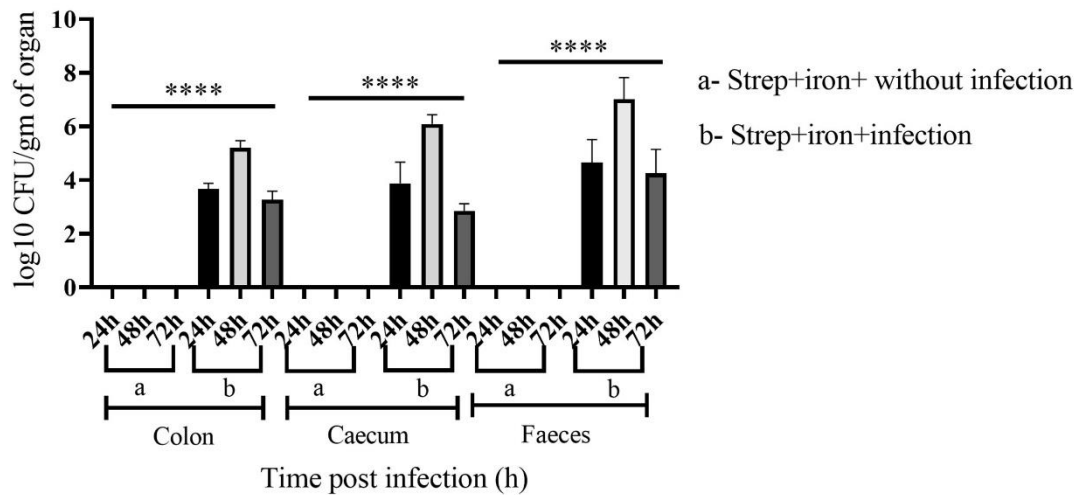 log10 CFU/gm of organ
10
8
6
4
2
0
****
****
****
a- Strep+iron+ without infection
b- Strep+iron+infection
24h 48h 72h 24h 48h 72h 24h 48h 72h 24h 48h 72h 24h 48h 72h 24h 48h 72h
a b a b a b
Colon Caecum Faeces
Time post infection (h)